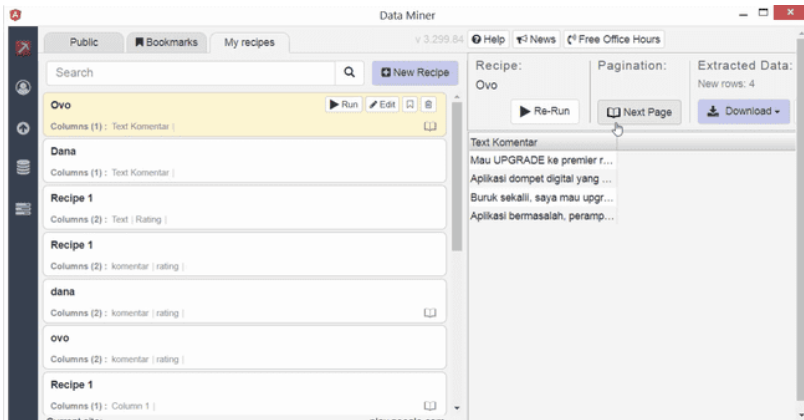 Data Miner
Public
Bookmarks
My recipes
v 3.299.84
Help
News
Free Office Hours
Search
New Recipe
Recipe:
Ovo
Re-Run
Pagination:
Next Page
Extracted Data:
New rows: 4
Download
Ovo
Run
Edit
Columns (1) : Text Komentar |
Dana
Columns (1) : Text Komentar |
Recipe 1
Columns (2) : Text | Rating |
Recipe 1
Columns (2) : komentar | rating |
dana
Columns (2) : komentar | rating |
ovo
Columns (2) : komentar | rating |
Recipe 1
Columns (1) : Column 1 |
Text Komentar
Mau UPGRADE ke premier r...
Aplikasi dompet digital yang ...
Buruk sekalii, saya mau upgr...
Aplikasi bermasalah, peramp...